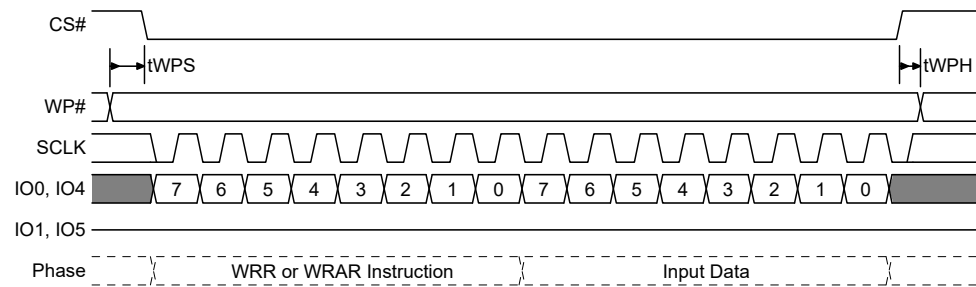 CS#
tWPS tWPH
WP#
SCLK
IO0, IO4 7 6 5 4 3 2 1 0 7 6 5 4 3 2 1 0
IO1, IO5
Phase WRR or WRAR Instruction Input Data